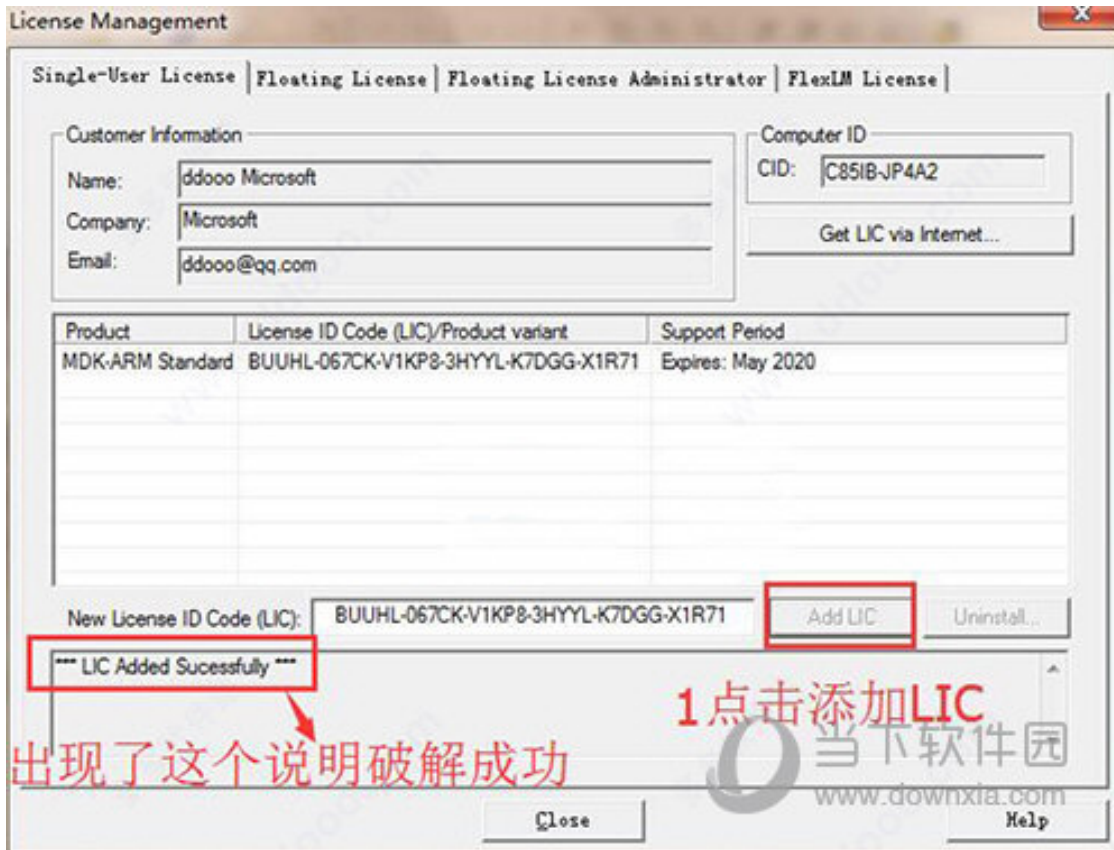 License Management
Single-User License | Floating License | Floating License Administrator | FlexLM License
Customer Information
Computer ID
Name: ddooo Microsoft
CID: C85IB-JP4A2
Company: Microsoft
Get LIC via Internet...
Email: ddooo@qq.com
Product License ID Code (LIC)/Product variant Support Period
MDK-ARM Standard BUUHL-067CK-V1KP8-3HYYL-K7DGG-X1R71 Expires: May 2020
New License ID Code (LIC): BUUHL-067CK-V1KP8-3HYYL-K7DGG-X1R71 Add LIC Uninstall...
*** LIC Added Sucessfully ***
1点击添加LIC
出现了这个说明破解成功
当下软件园
www.downxia.com
Close
Help